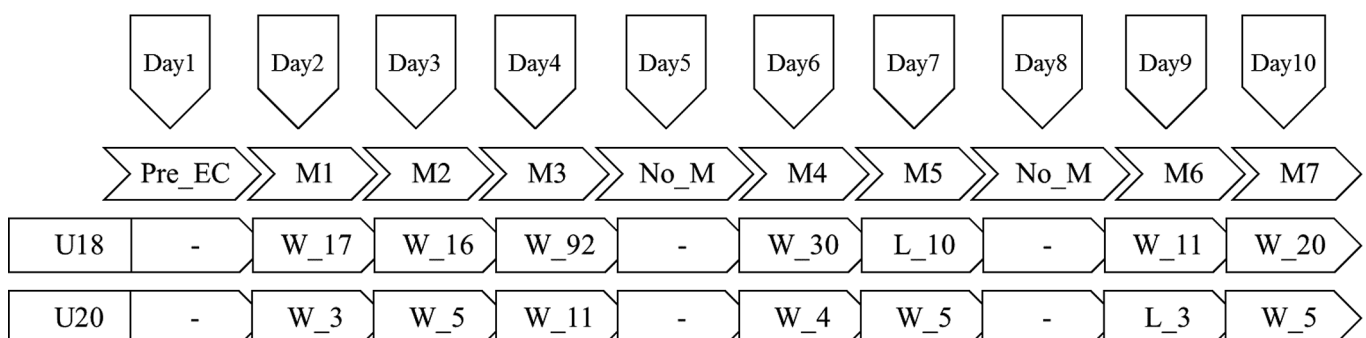 Day1 Day2 Day3 Day4 Day5 Day6 Day7 Day8 Day9 Day10
Pre_EC M1 M2 M3 No_M M4 M5 No_M M6 M7
U18 - W_17 W_16 W_92 - W_30 L_10 - W_11 W_20
U20 - W_3 W_5 W_11 - W_4 W_5 - L_3 W_5